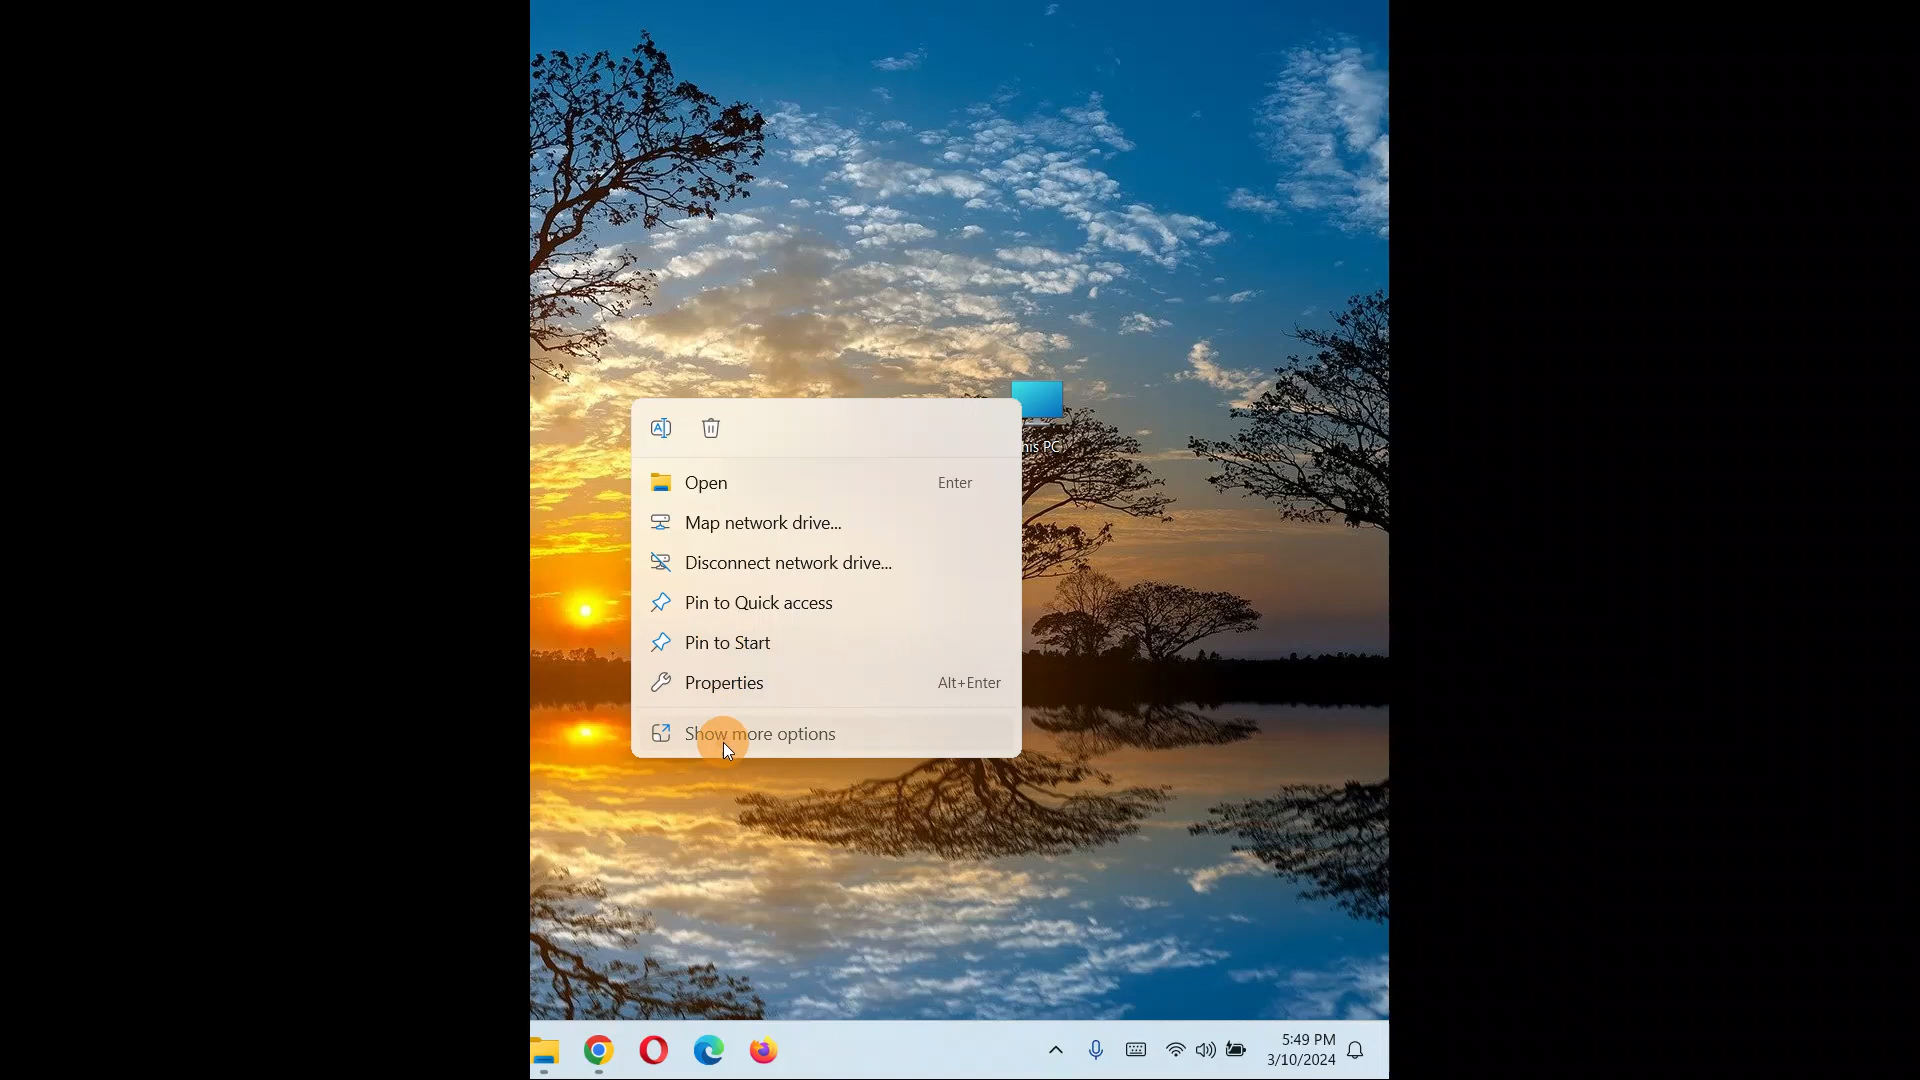 PC
Open Enter
Map network drive...
Disconnect network drive...
Pin to Quick access
Pin to Start
Properties Alt+Enter
Show more options
5:49 PM
3/10/2024